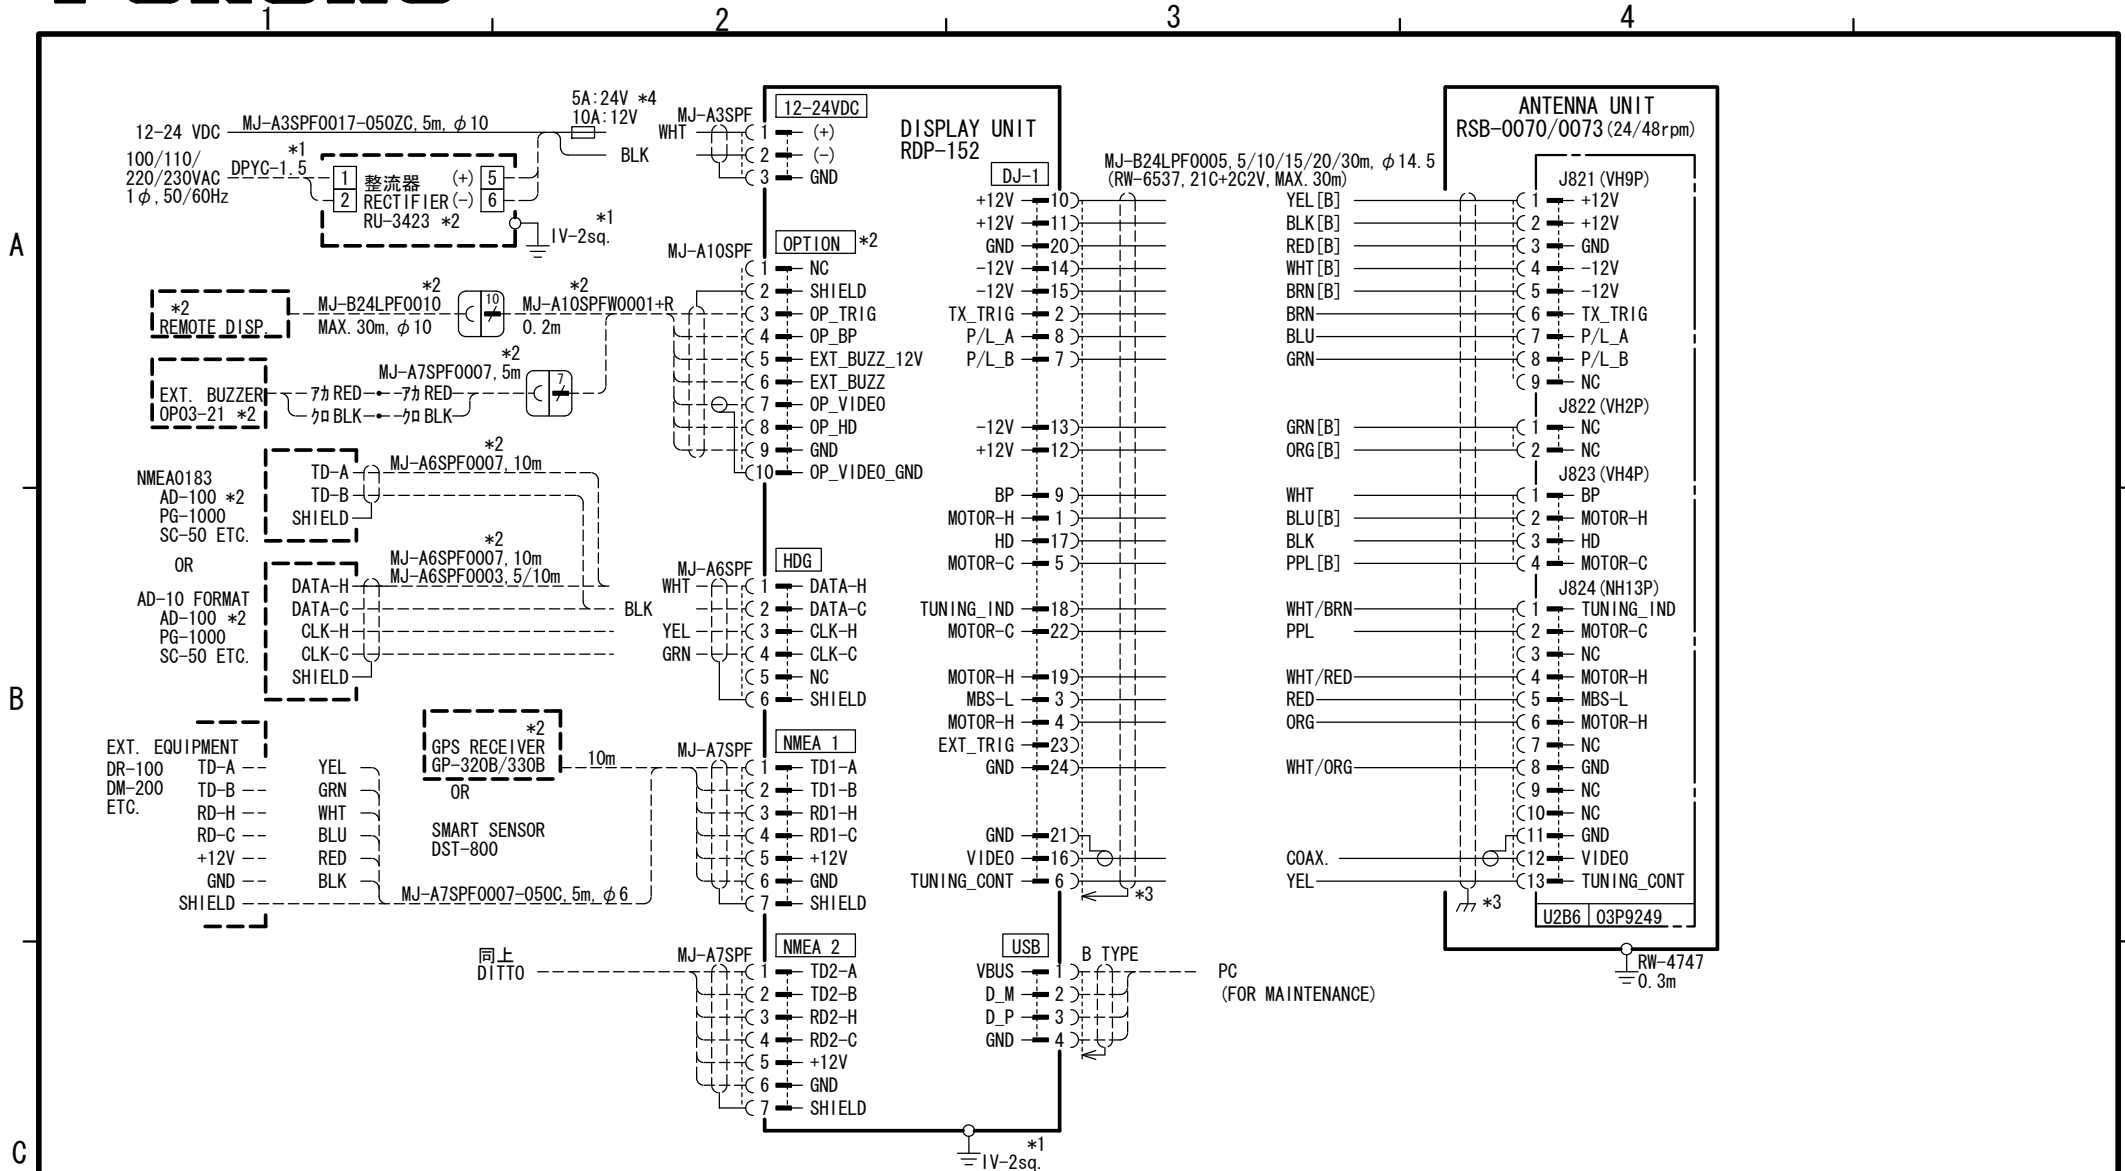 FURUNO
1 2 3 4
A
B
C
12-24 VDC
MJ-A3SPF0017-050ZC, 5m, φ10
5A:24V *4
10A:12V
WHT
BLK
MJ-A3SPF
100/110/
220/230VAC
1φ, 50/60Hz
*1
DPYC-1.5
1 整流器 (+) 5
2 RECTIFIER (-) 6
RU-3423 *2
*1
IV-2sq.
12-24VDC
1 (+)
2 (-)
3 GND
DISPLAY UNIT
RDP-152
MJ-A10SPF
OPTION *2
1 NC
2 SHIELD
3 OP_TRIG
4 OP_BP
5 EXT_BUZZ_12V
6 EXT_BUZZ
7 OP_VIDEO
8 OP_HD
9 GND
10 OP_VIDEO_GND
*2
REMOTE DISP.
*2
MJ-B24LPF0010
MAX. 30m, φ10
10
*2
MJ-A10SPFW0001+R
0.2m
EXT. BUZZER
OP03-21 *2
アカ RED アカ RED
クロ BLK クロ BLK
*2
MJ-A7SPF0007, 5m
7
NMEA0183
AD-100 *2
PG-1000
SC-50 ETC.
TD-A
TD-B
SHIELD
*2
MJ-A6SPF0007, 10m
OR
AD-10 FORMAT
AD-100 *2
PG-1000
SC-50 ETC.
DATA-H
DATA-C
CLK-H
CLK-C
SHIELD
*2
MJ-A6SPF0007, 10m
MJ-A6SPF0003, 5/10m
MJ-A6SPF
WHT
BLK
YEL
GRN
HDG
1 DATA-H
2 DATA-C
3 CLK-H
4 CLK-C
5 NC
6 SHIELD
EXT. EQUIPMENT
DR-100
DM-200
ETC.
TD-A YEL
TD-B GRN
RD-H WHT
RD-C BLU
+12V RED
GND BLK
SHIELD
MJ-A7SPF0007-050C, 5m, φ6
*2
GPS RECEIVER
GP-320B/330B
10m
OR
SMART SENSOR
DST-800
MJ-A7SPF
NMEA 1
1 TD1-A
2 TD1-B
3 RD1-H
4 RD1-C
5 +12V
6 GND
7 SHIELD
同上
DITTO
MJ-A7SPF
NMEA 2
1 TD2-A
2 TD2-B
3 RD2-H
4 RD2-C
5 +12V
6 GND
7 SHIELD
*1
IV-2sq.
DJ-1
+12V 10
+12V 11
GND 20
-12V 14
-12V 15
TX_TRIG 2
P/L_A 8
P/L_B 7
-12V 13
+12V 12
BP 9
MOTOR-H 1
HD 17
MOTOR-C 5
TUNING_IND 18
MOTOR-C 22
MOTOR-H 19
MBS-L 3
MOTOR-H 4
EXT_TRIG 23
GND 24
GND 21
VIDEO 16
TUNING_CONT 6
*3
USB
B TYPE
VBUS 1
D_M 2
D_P 3
GND 4
PC
(FOR MAINTENANCE)
MJ-B24LPF0005, 5/10/15/20/30m, φ14.5
(RW-6537, 21C+2C2V, MAX. 30m)
YEL[B]
BLK[B]
RED[B]
WHT[B]
BRN[B]
BRN
BLU
GRN
GRN[B]
ORG[B]
WHT
BLU[B]
BLK
PPL[B]
WHT/BRN
PPL
WHT/RED
RED
ORG
WHT/ORG
COAX.
YEL
*3
ANTENNA UNIT
RSB-0070/0073 (24/48rpm)
J821 (VH9P)
1 +12V
2 +12V
3 GND
4 -12V
5 -12V
6 TX_TRIG
7 P/L_A
8 P/L_B
9 NC
J822 (VH2P)
1 NC
2 NC
J823 (VH4P)
1 BP
2 MOTOR-H
3 HD
4 MOTOR-C
J824 (NH13P)
1 TUNING_IND
2 MOTOR-C
3 NC
4 MOTOR-H
5 MBS-L
6 MOTOR-H
7 NC
8 GND
9 NC
10 NC
11 GND
12 VIDEO
13 TUNING_CONT
U2B6 03P9249
RW-4747
0.3m